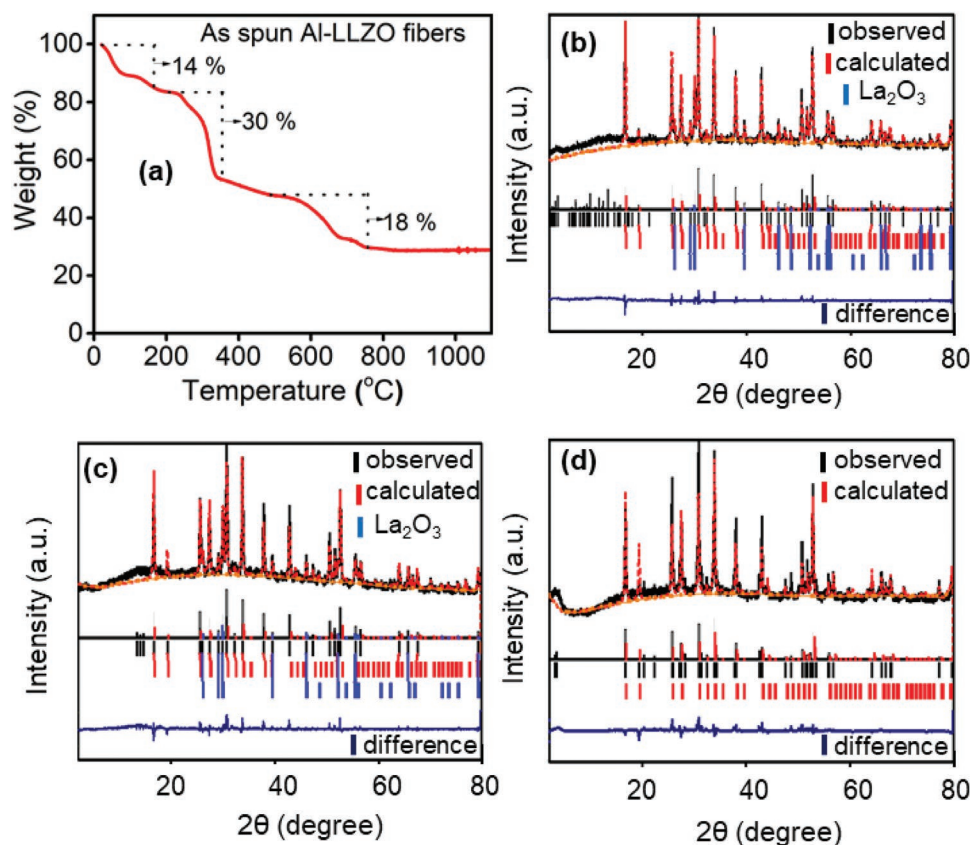 As spun Al-LLZO fibers
100
80
60
40
20
0
Weight (%)
14 %
30 %
18 %
(a)
0 200 400 600 800 1000
Temperature (°C)
(b)
observed
calculated
La₂O₃
difference
Intensity (a.u.)
20 40 60 80
2θ (degree)
(c)
observed
calculated
La₂O₃
difference
Intensity (a.u.)
20 40 60 80
2θ (degree)
(d)
observed
calculated
difference
Intensity (a.u.)
20 40 60 80
2θ (degree)